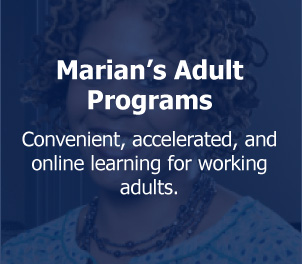 Marian’s Adult
Programs
Convenient, accelerated, and
online learning for working
adults.